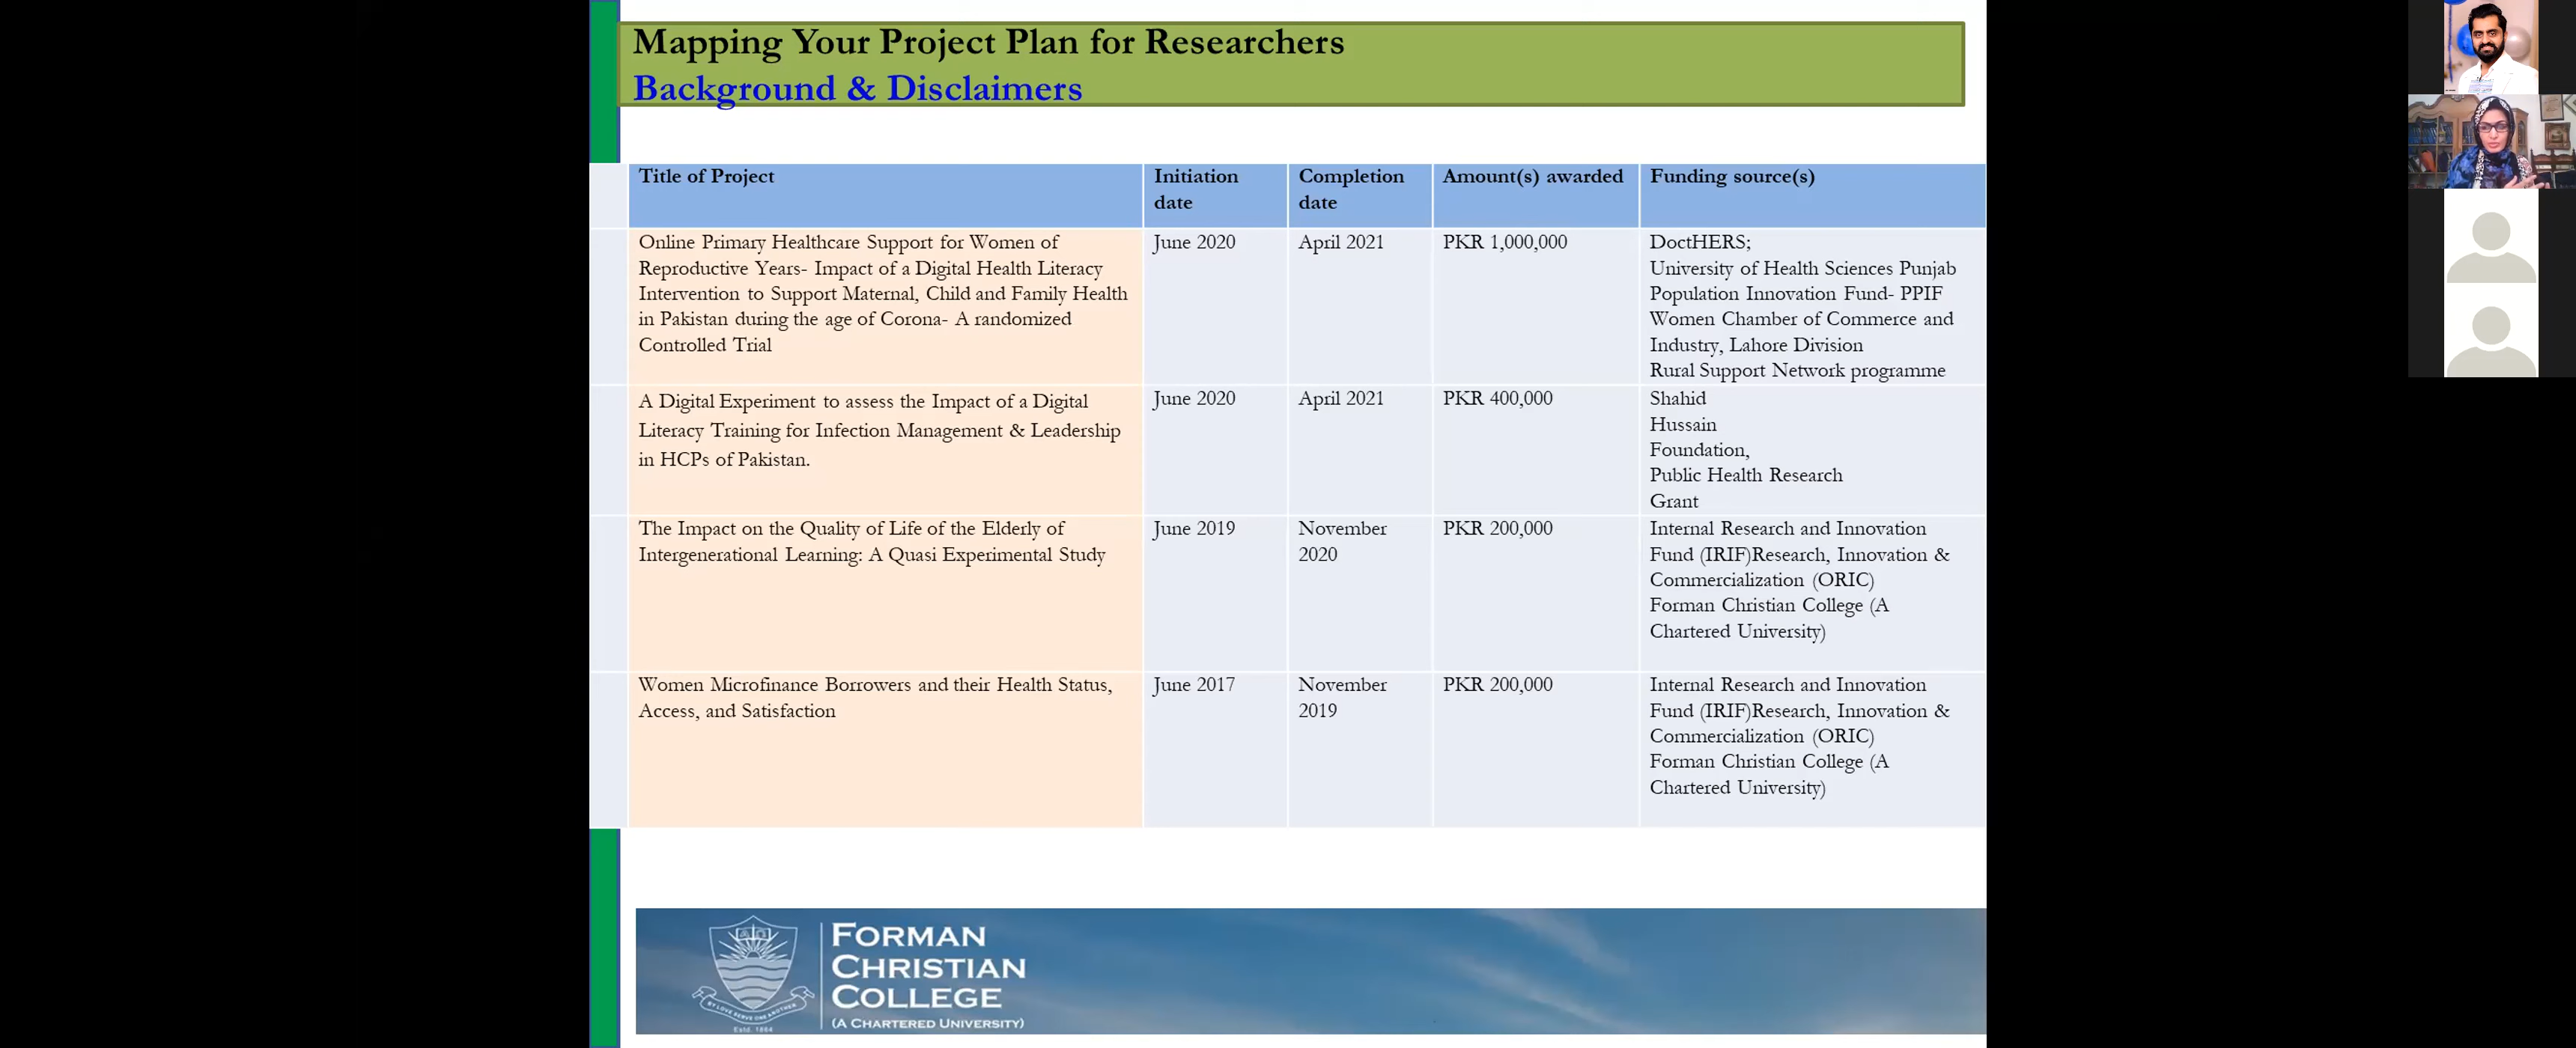 Mapping Your Project Plan for Researchers
Background & Disclaimers
Title of Project
Initiation
date
Completion
date
Amount(s) awarded
Funding source(s)
Online Primary Healthcare Support for Women of
Reproductive Years- Impact of a Digital Health Literacy
Intervention to Support Maternal, Child and Family Health
in Pakistan during the age of Corona- A randomized
Controlled Trial
June 2020
April 2021
PKR 1,000,000
DoctHERS;
University of Health Sciences Punjab
Population Innovation Fund- PPIF
Women Chamber of Commerce and
Industry, Lahore Division
Rural Support Network programme
A Digital Experiment to assess the Impact of a Digital
Literacy Training for Infection Management & Leadership
in HCPs of Pakistan.
June 2020
April 2021
PKR 400,000
Shahid
Hussain
Foundation,
Public Health Research
Grant
The Impact on the Quality of Life of the Elderly of
Intergenerational Learning: A Quasi Experimental Study
June 2019
November
2020
PKR 200,000
Internal Research and Innovation
Fund (IRIF)Research, Innovation &
Commercialization (ORIC)
Forman Christian College (A
Chartered University)
Women Microfinance Borrowers and their Health Status,
Access, and Satisfaction
June 2017
November
2019
PKR 200,000
Internal Research and Innovation
Fund (IRIF)Research, Innovation &
Commercialization (ORIC)
Forman Christian College (A
Chartered University)
BY LOVE SERVE ONE ANOTHER
Estd. 1864
FORMAN
CHRISTIAN
COLLEGE
(A CHARTERED UNIVERSITY)